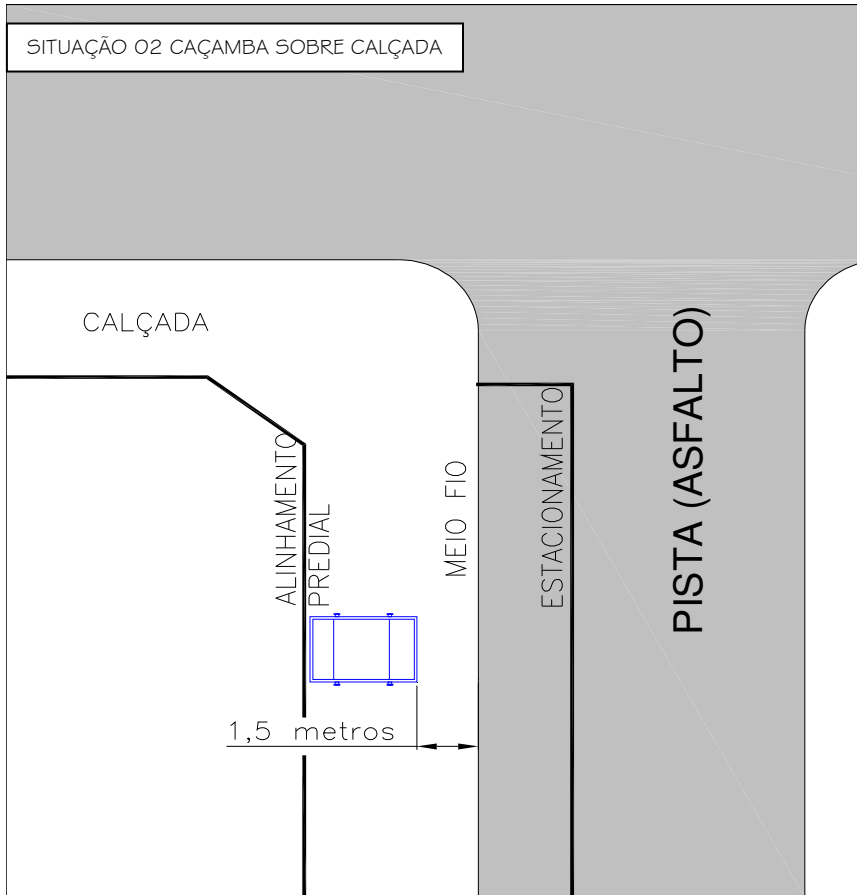 SITUAÇÃO 02 CAÇAMBA SOBRE CALÇADA
CALÇADA
ALINHAMENTO
PREDIAL
MEIO FIO
ESTACIONAMENTO
PISTA (ASFALTO)
1,5 metros